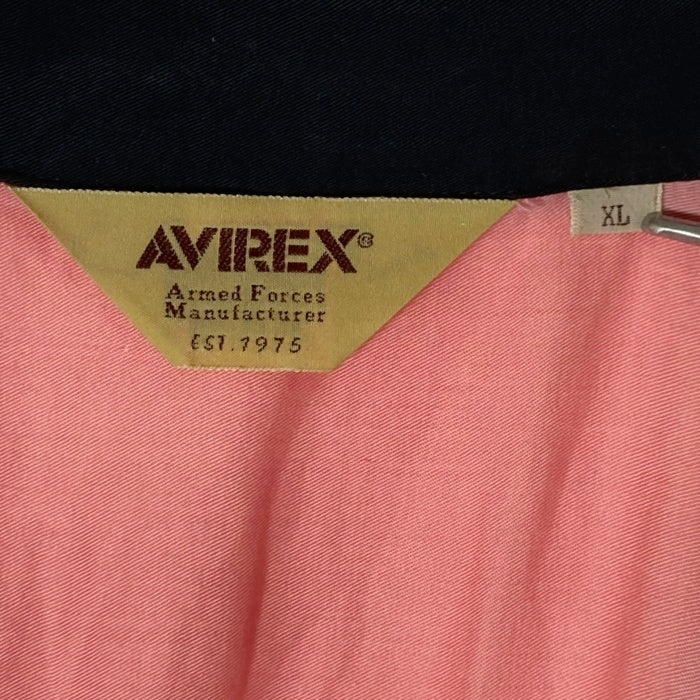 AVIREX®
Armed Forces
Manufacturer
EST. 1975
XL